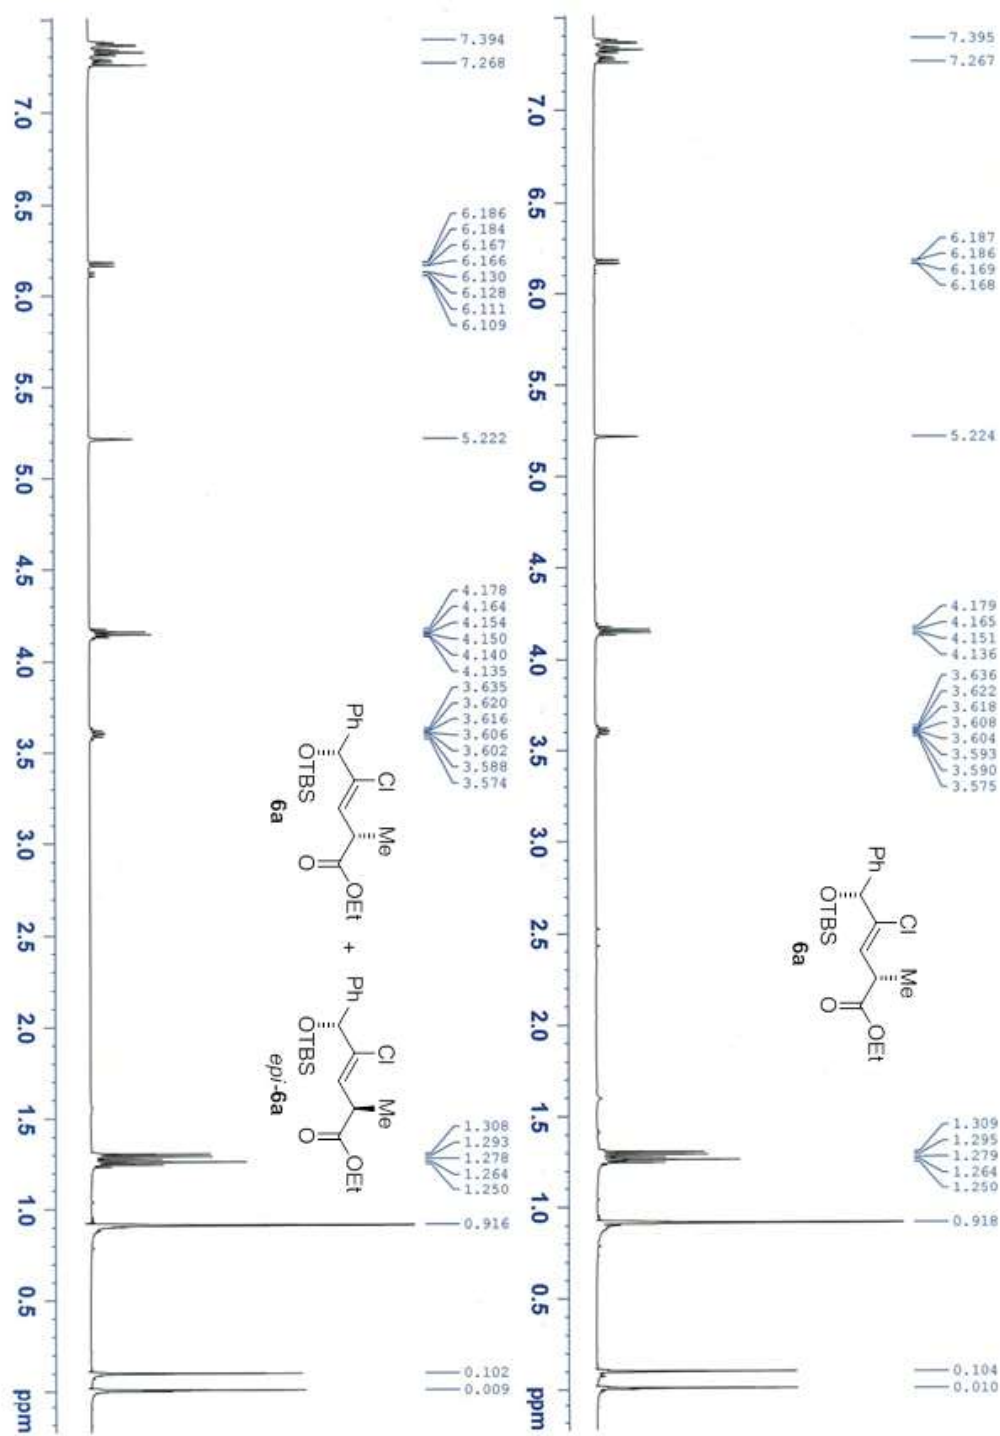 7.395
7.267
6.187
6.186
6.169
6.168
5.224
4.179
4.165
4.151
4.136
3.636
3.622
3.618
3.608
3.604
3.593
3.590
3.575
1.309
1.295
1.279
1.264
1.250
0.918
0.104
0.010
Ph
Cl
Me
OTBS
O
OEt
6a
7.0 6.5 6.0 5.5 5.0 4.5 4.0 3.5 3.0 2.5 2.0 1.5 1.0 0.5 ppm
7.394
7.268
6.186
6.184
6.167
6.166
6.130
6.128
6.111
6.109
5.222
4.178
4.164
4.154
4.150
4.140
4.135
3.635
3.620
3.616
3.606
3.602
3.588
3.574
1.308
1.293
1.278
1.264
1.250
0.916
0.102
0.009
Ph
Cl
Me
OTBS
O
OEt
6a
+
Ph
Cl
Me
OTBS
O
OEt
epi-6a
7.0 6.5 6.0 5.5 5.0 4.5 4.0 3.5 3.0 2.5 2.0 1.5 1.0 0.5 ppm